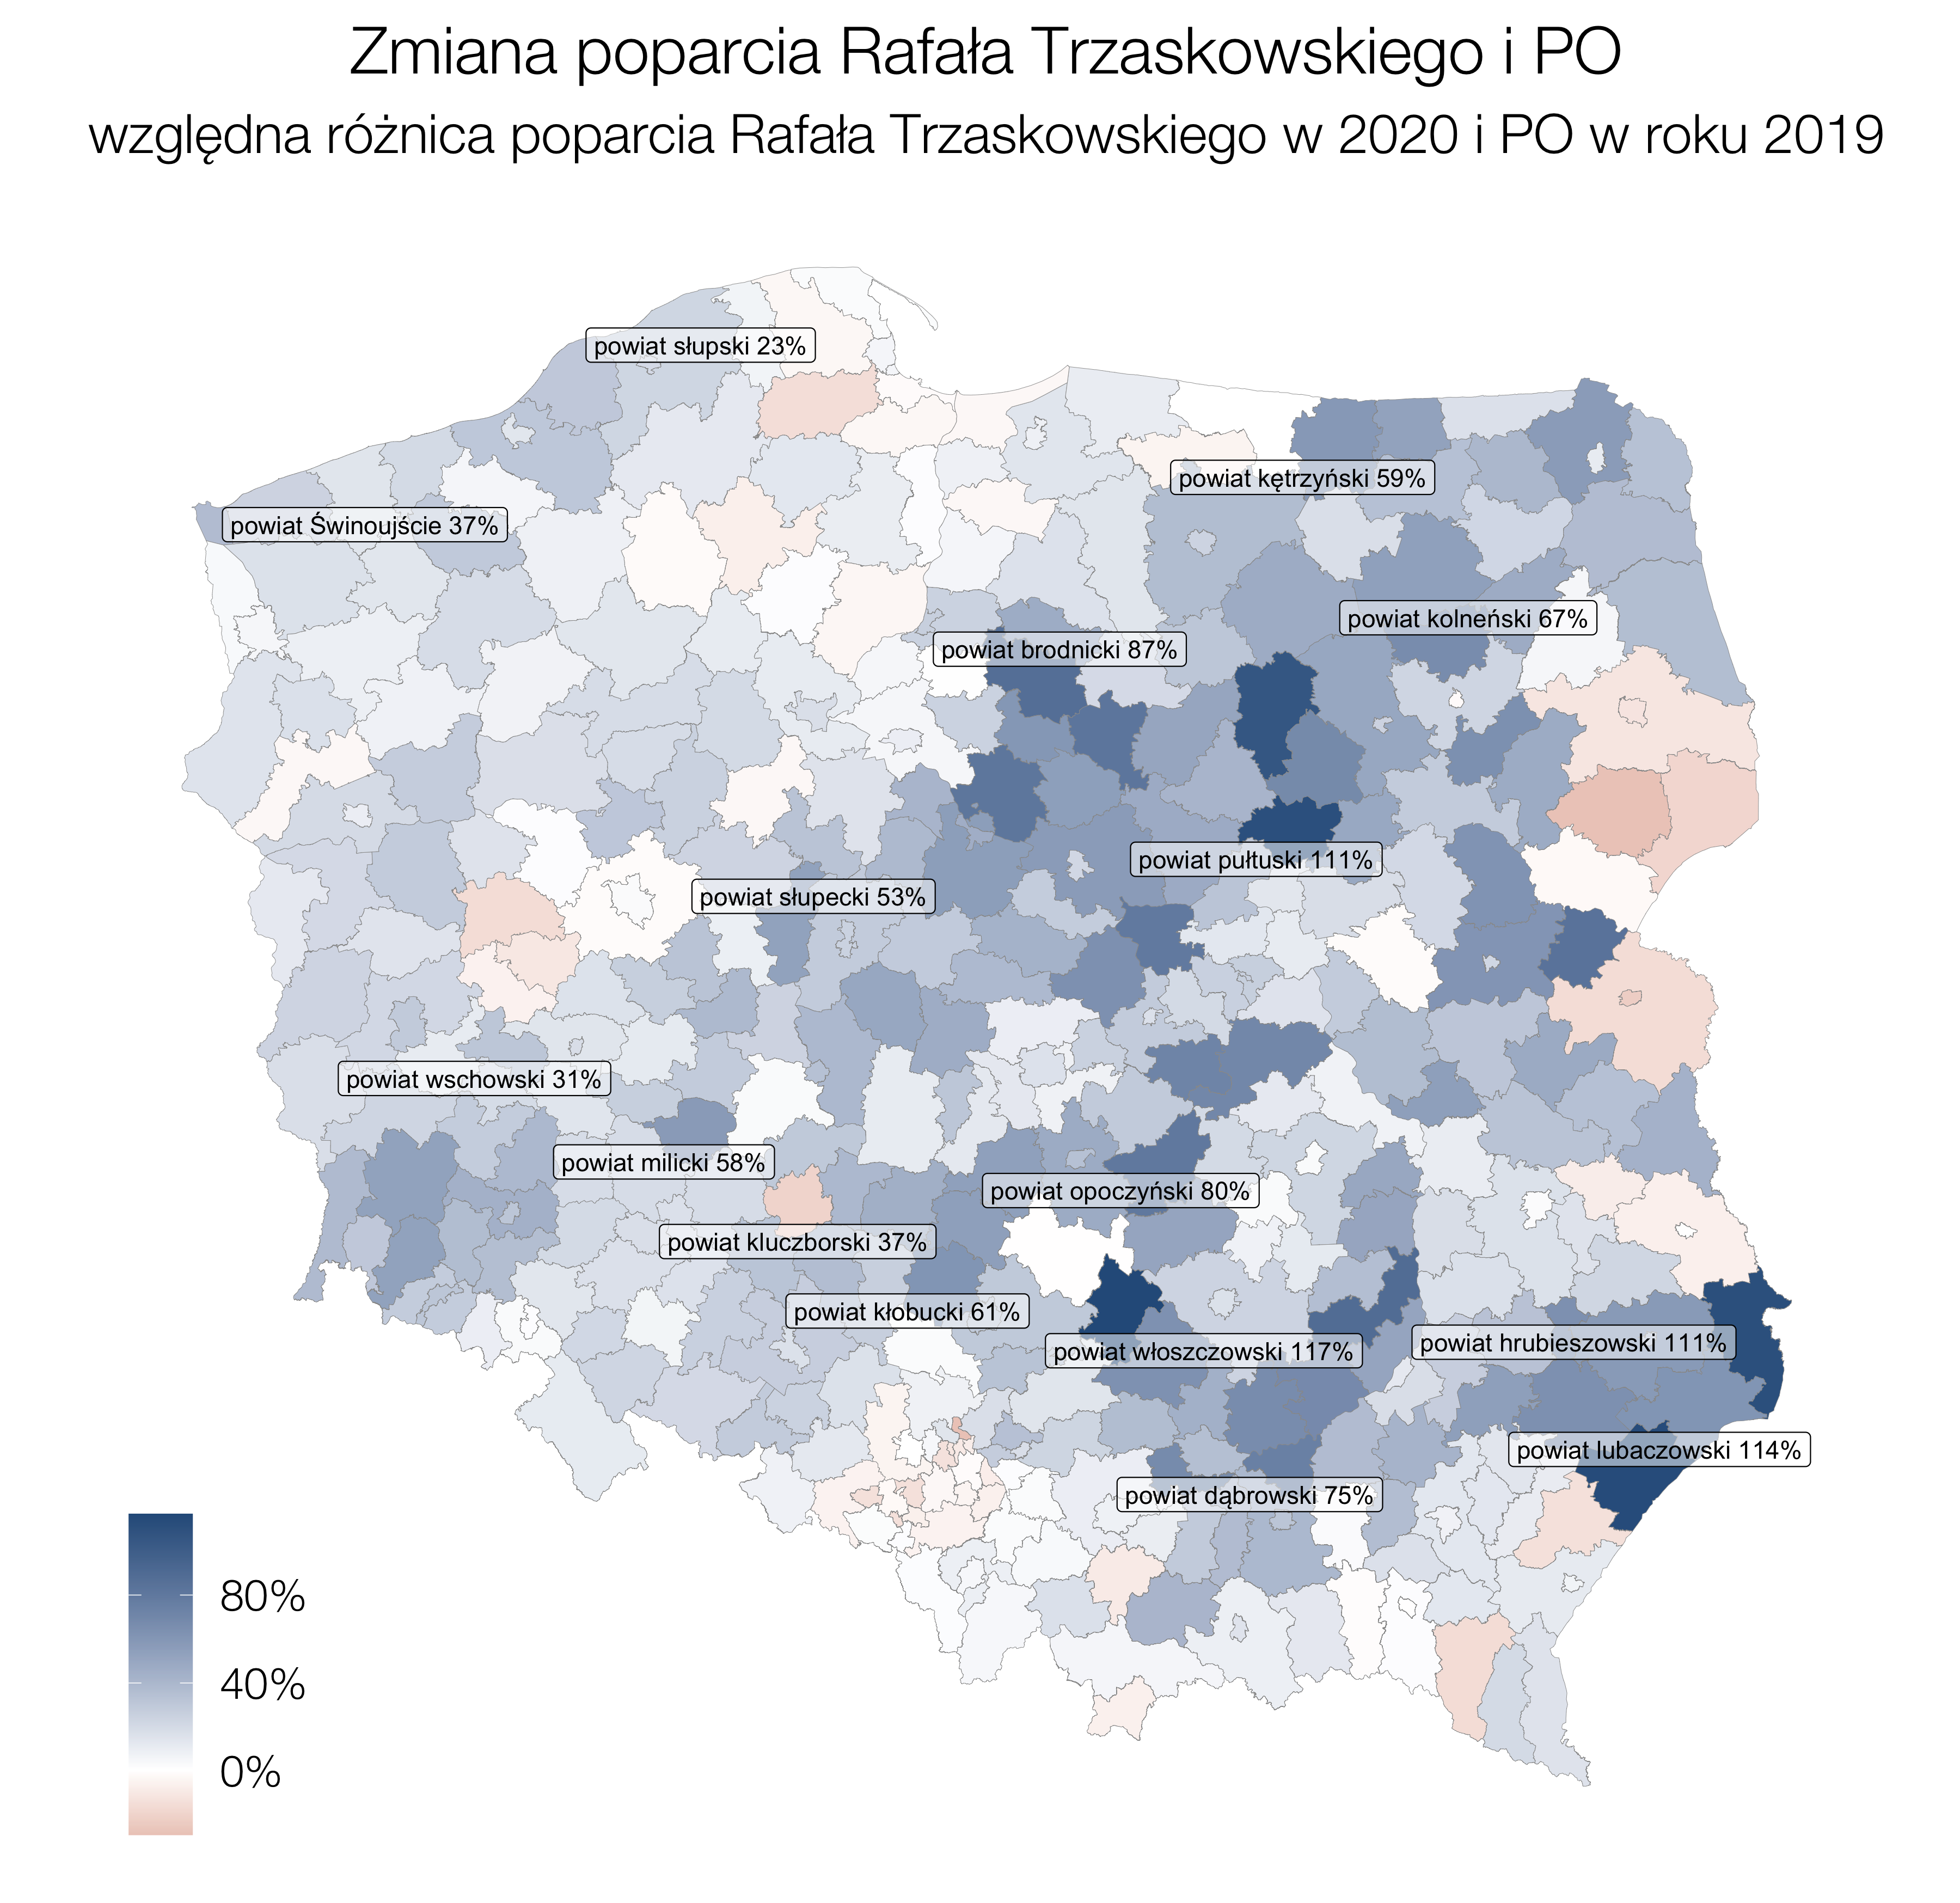 Zmiana poparcia Rafała Trzaskowskiego i PO
względna różnica poparcia Rafała Trzaskowskiego w 2020 i PO w roku 2019
powiat słupski 23%
powiat kętrzyński 59%
powiat Świnoujście 37%
powiat kolneński 67%
powiat brodnicki 87%
powiat pułtuski 111%
powiat słupecki 53%
powiat wschowski 31%
powiat milicki 58%
powiat opoczyński 80%
powiat kluczborski 37%
powiat kłobucki 61%
powiat włoszczowski 117%
powiat hrubieszowski 111%
powiat lubaczowski 114%
powiat dąbrowski 75%
80%
40%
0%